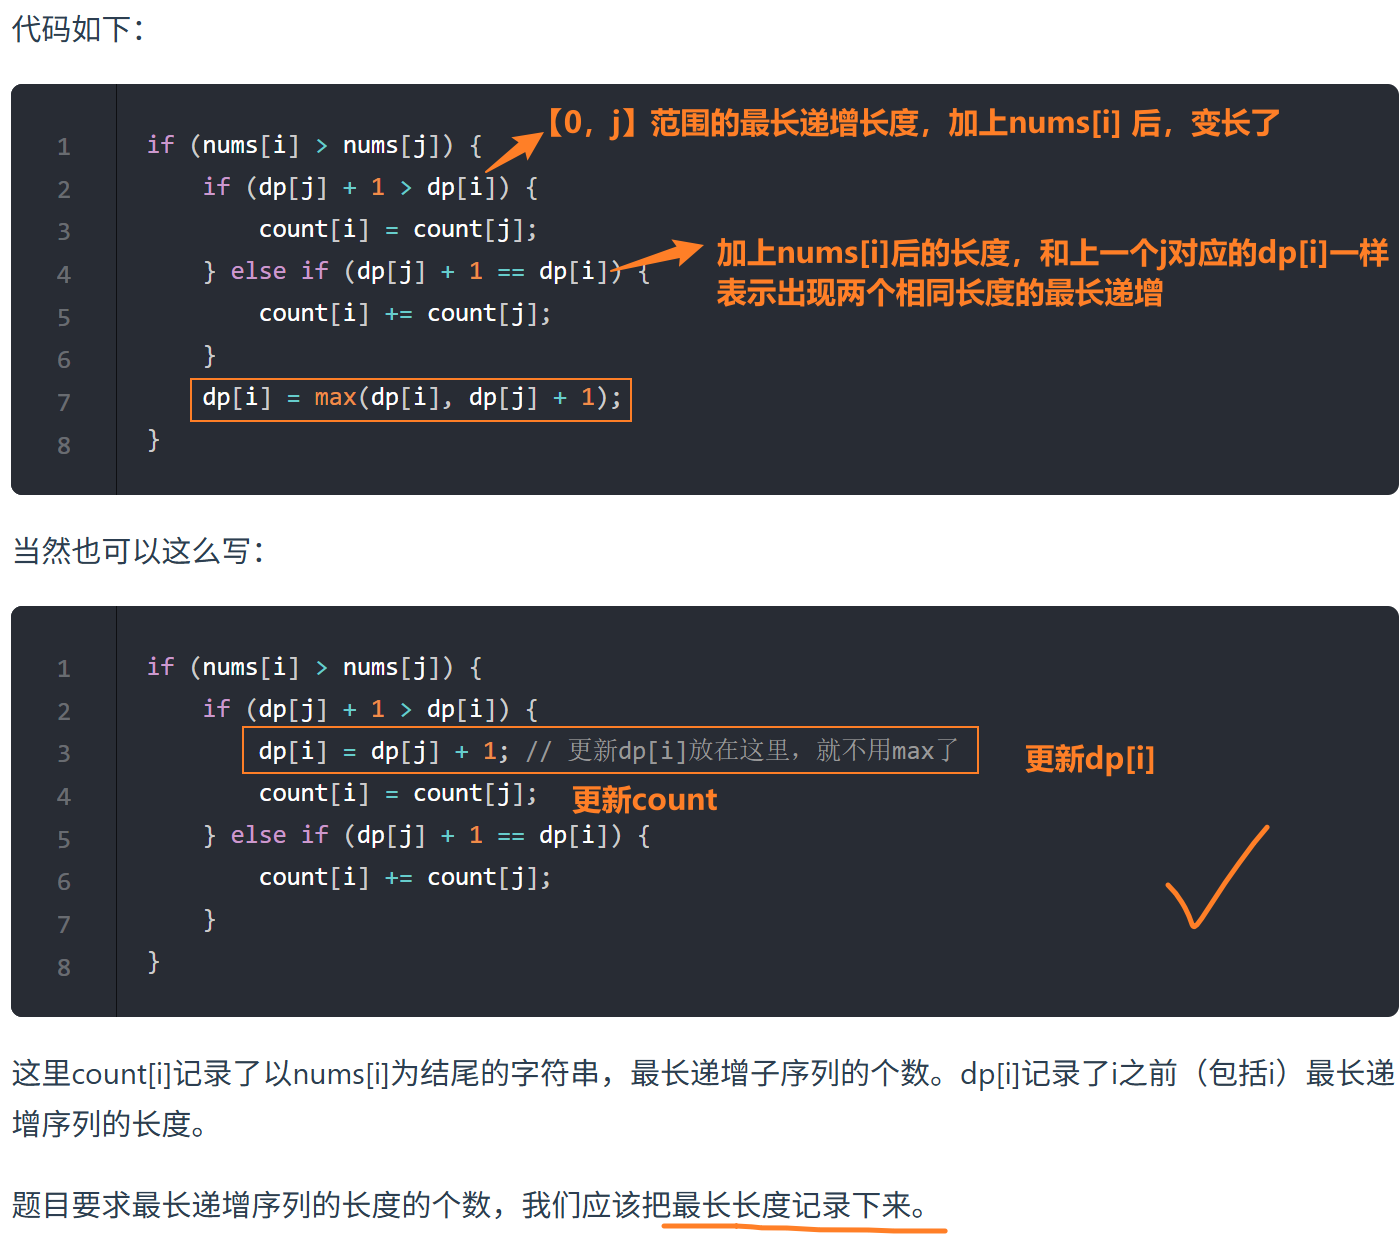 代码如下：
【0，j】范围的最长递增长度，加上nums[i] 后，变长了
1 if (nums[i] > nums[j]) {
2 if (dp[j] + 1 > dp[i]) {
3 count[i] = count[j];
加上nums[i]后的长度，和上一个j对应的dp[i]一样
4 } else if (dp[j] + 1 == dp[i]) {
表示出现两个相同长度的最长递增
5 count[i] += count[j];
6 }
7 dp[i] = max(dp[i], dp[j] + 1);
8 }
当然也可以这么写：
1 if (nums[i] > nums[j]) {
2 if (dp[j] + 1 > dp[i]) {
3 dp[i] = dp[j] + 1; // 更新dp[i]放在这里，就不用max了 更新dp[i]
4 count[i] = count[j]; 更新count
5 } else if (dp[j] + 1 == dp[i]) {
6 count[i] += count[j];
7 }
8 }
这里count[i]记录了以nums[i]为结尾的字符串，最长递增子序列的个数。dp[i]记录了i之前（包括i）最长递
增序列的长度。
题目要求最长递增序列的长度的个数，我们应该把最长长度记录下来。